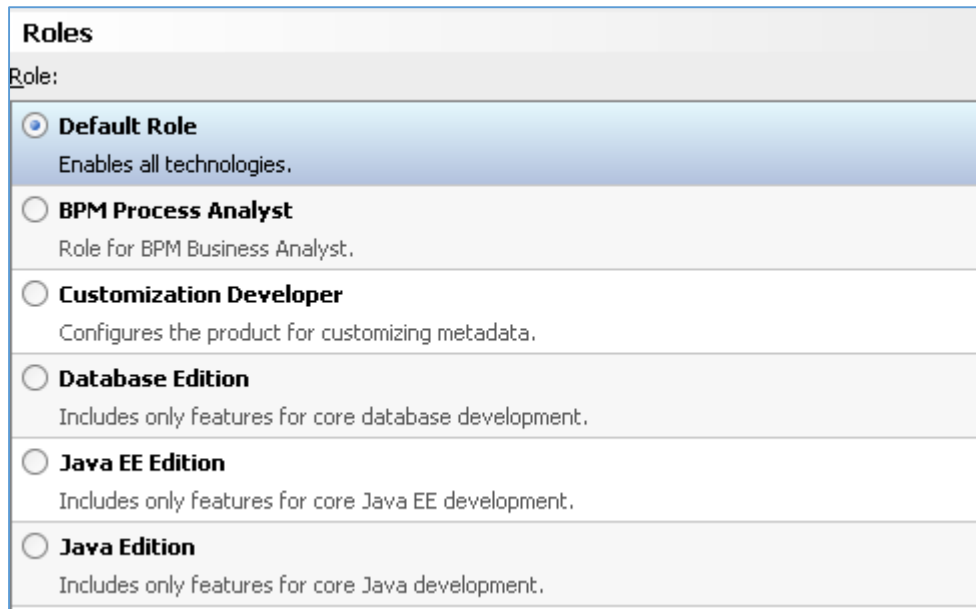 Roles
Role:
Default Role
Enables all technologies.
BPM Process Analyst
Role for BPM Business Analyst.
Customization Developer
Configures the product for customizing metadata.
Database Edition
Includes only features for core database development.
Java EE Edition
Includes only features for core Java EE development.
Java Edition
Includes only features for core Java development.